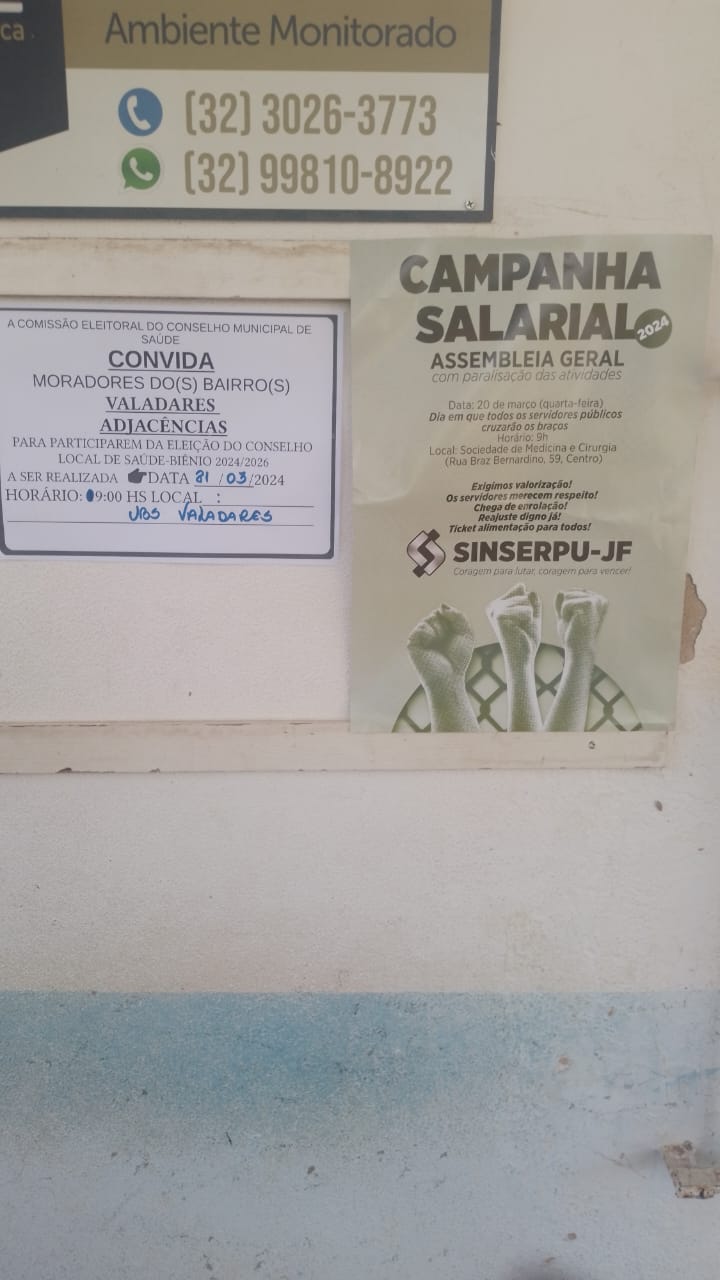 ca
Ambiente Monitorado
(32) 3026-3773
(32) 99810-8922
A COMISSÃO ELEITORAL DO CONSELHO MUNICIPAL DE
SAÚDE
CONVIDA
MORADORES DO(S) BAIRRO(S)
VALADARES
ADJACÊNCIAS
PARA PARTICIPAREM DA ELEIÇÃO DO CONSELHO
LOCAL DE SAÚDE-BIÊNIO 2024/2026
A SER REALIZADA DATA /03/2024
HORÁRIO: 09:00 HS LOCAL :
UBS VALADARES
CAMPANHA
SALARIAL 2024
ASSEMBLEIA GERAL
com paralisação das atividades
Data: 20 de março (quarta-feira)
Dia em que todos os servidores públicos
cruzarão os braços
Horário: 9h
Local: Sociedade de Medicina e Cirurgia
(Rua Braz Bernardino, 59, Centro)
Exigimos valorização!
Os servidores merecem respeito!
Chega de enrolação!
Reajuste digno já!
Ticket alimentação para todos!
SINSERPU-JF
Coragem para lutar, coragem para vencer!